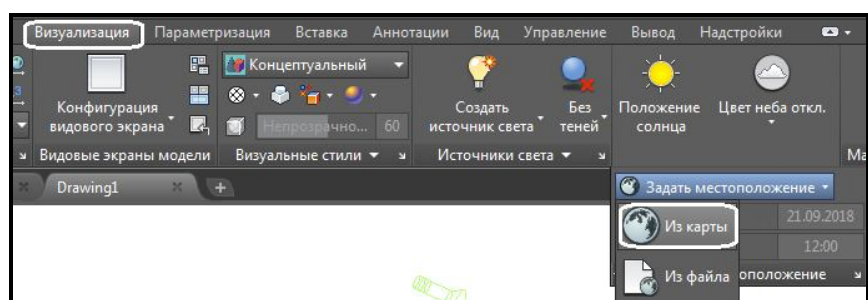 Визуализация Параметризация Вставка Аннотации Вид Управление Вывод Надстройки
Концептуальный
Конфигурация
видового экрана
Непрозрачно... 60
Создать
источник света
Без
теней
Положение
солнца
Цвет неба откл.
Видовые экраны модели Визуальные стили Источники света
Drawing1
Задать местоположение
Из карты
21.09.2018
12:00
Из файла
оположение